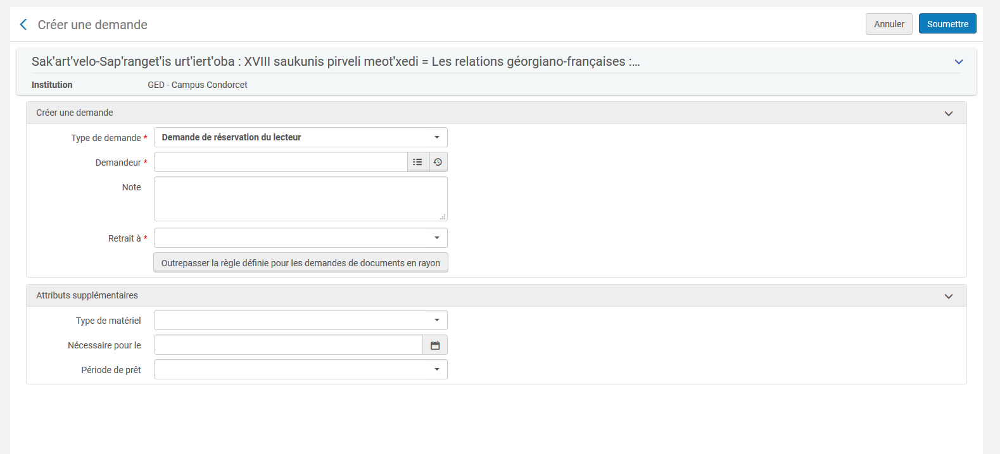 Créer une demande
Annuler
Soumettre
Sak'art'velo-Sap'ranget'is urt'iert'oba : XVIII saukunis pirveli meot'xedi = Les relations géorgiano-françaises :...
Institution GED - Campus Condorcet
Créer une demande
Type de demande * Demande de réservation du lecteur
Demandeur *
Note
Retrait à *
Outrepasser la règle définie pour les demandes de documents en rayon
Attributs supplémentaires
Type de matériel
Nécessaire pour le
Période de prêt